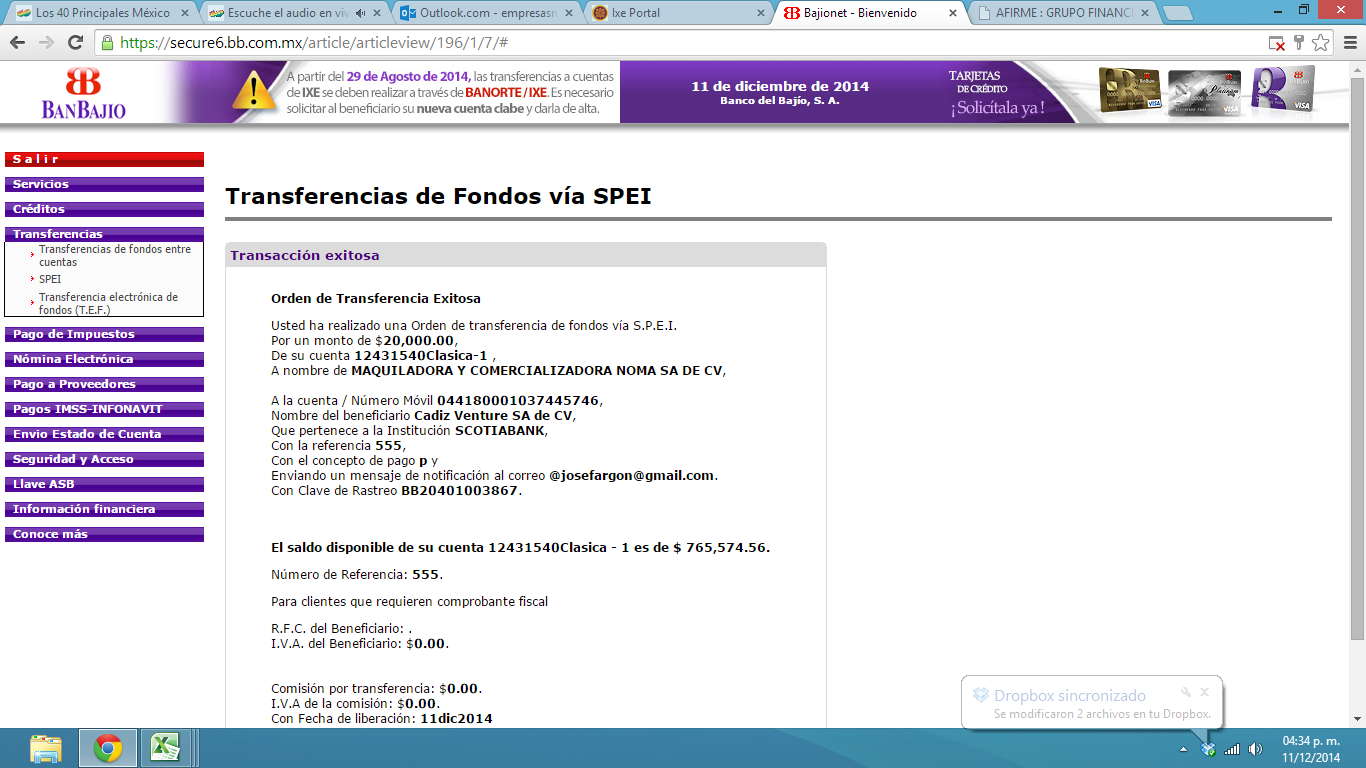 Los 40 Principales México
Escuche el audio en viv
Outlook.com - empresasn
Ixe Portal
Bajionet - Bienvenido
AFIRME : GRUPO FINANCI
https://secure6.bb.com.mx/article/articleview/196/1/7/#
BANBAJIO
A partir del 29 de Agosto de 2014, las transferencias a cuentas
de IXE se deben realizar a través de BANORTE / IXE. Es necesario
solicitar al beneficiario su nueva cuenta clabe y darla de alta.
11 de diciembre de 2014
Banco del Bajío, S. A.
TARJETAS
DE CRÉDITO
¡Solicítala ya!
Salir
Servicios
Créditos
Transferencias
Transferencias de fondos entre
cuentas
SPEI
Transferencia electrónica de
fondos (T.E.F.)
Pago de Impuestos
Nómina Electrónica
Pago a Proveedores
Pagos IMSS-INFONAVIT
Envio Estado de Cuenta
Seguridad y Acceso
Llave ASB
Información financiera
Conoce más
Transferencias de Fondos vía SPEI
Transacción exitosa
Orden de Transferencia Exitosa
Usted ha realizado una Orden de transferencia de fondos vía S.P.E.I.
Por un monto de $20,000.00,
De su cuenta 12431540Clasica-1 ,
A nombre de MAQUILADORA Y COMERCIALIZADORA NOMA SA DE CV,
A la cuenta / Número Móvil 044180001037445746,
Nombre del beneficiario Cadiz Venture SA de CV,
Que pertenece a la Institución SCOTIABANK,
Con la referencia 555,
Con el concepto de pago p y
Enviando un mensaje de notificación al correo @josefargon@gmail.com.
Con Clave de Rastreo BB20401003867.
El saldo disponible de su cuenta 12431540Clasica - 1 es de $ 765,574.56.
Número de Referencia: 555.
Para clientes que requieren comprobante fiscal
R.F.C. del Beneficiario: .
I.V.A. del Beneficiario: $0.00.
Comisión por transferencia: $0.00.
I.V.A de la comisión: $0.00.
Con Fecha de liberación: 11dic2014
Dropbox sincronizado
Se modificaron 2 archivos en tu Dropbox.
04:34 p. m.
11/12/2014